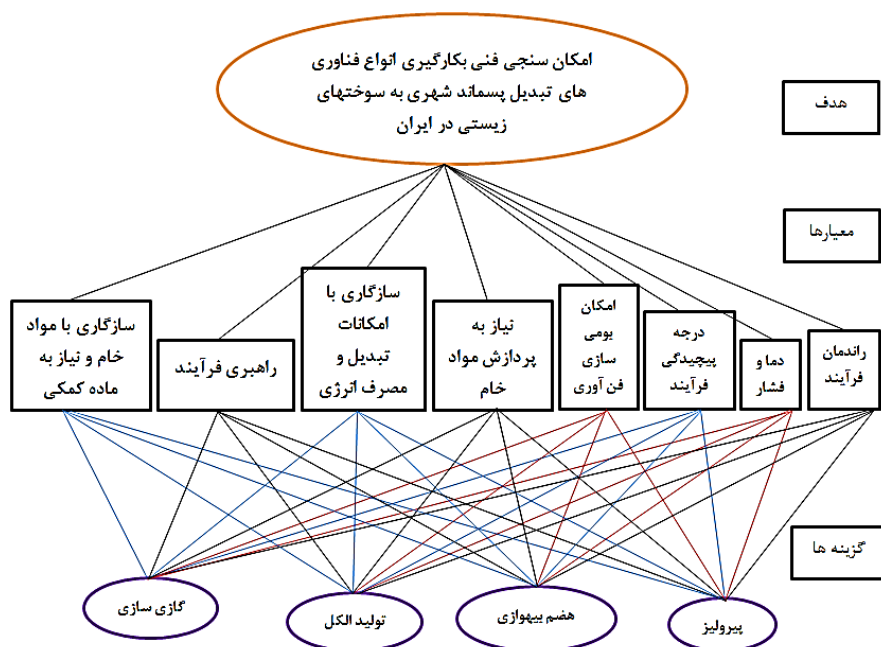 امکان سنجی فنی بکارگیری انواع فناوری
های تبدیل پسماند شهری به سوختهای
زیستی در ایران
هدف
معیارها
راندمان
فرآیند
دما و
فشار
درجه
پیچیدگی
فرآیند
امکان
یومی
سازی
فن آوری
نیاز به
پردازش مواد
خام
سازگاری با
امکانات
تبدیل و
مصرف انرژی
راهبری فرآیند
سازگاری با مواد
خام و نیاز به
ماده کمکی
گزینه ها
پیرولیز
هضم بیهوازی
تولید الکل
گازی سازی